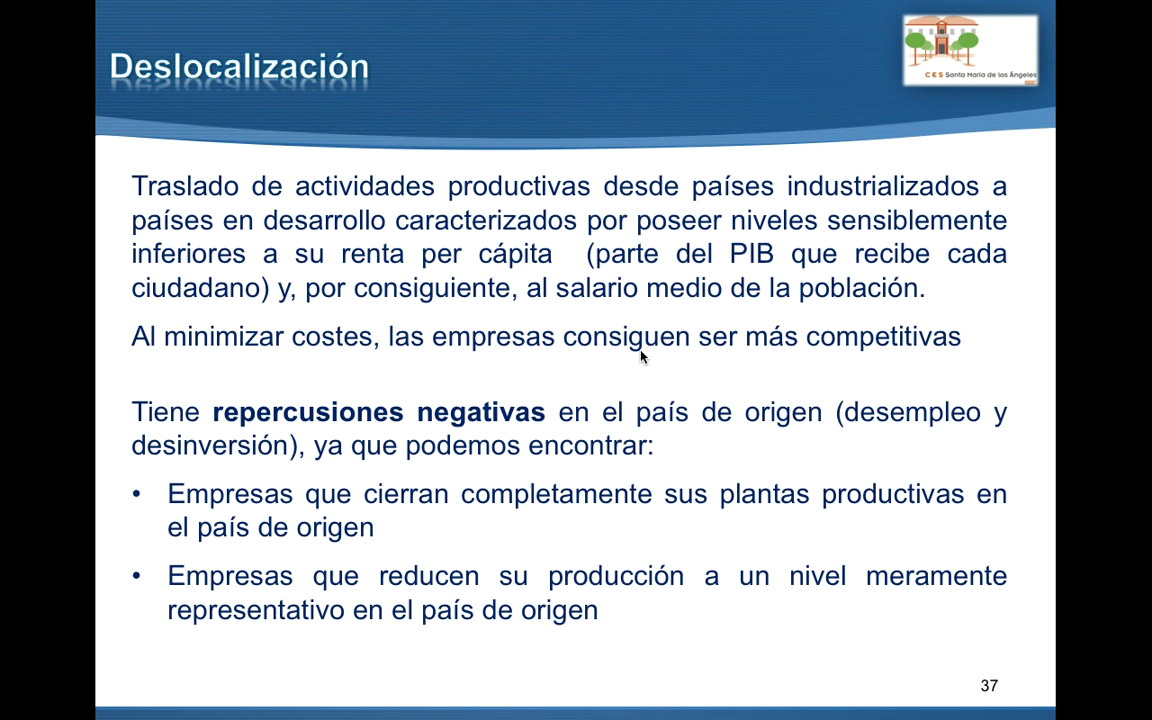 Deslocalización
C E S Santa María de los Ángeles
Traslado de actividades productivas desde países industrializados a
países en desarrollo caracterizados por poseer niveles sensiblemente
inferiores a su renta per cápita (parte del PIB que recibe cada
ciudadano) y, por consiguiente, al salario medio de la población.
Al minimizar costes, las empresas consiguen ser más competitivas
Tiene repercusiones negativas en el país de origen (desempleo y
desinversión), ya que podemos encontrar:
• Empresas que cierran completamente sus plantas productivas en
el país de origen
• Empresas que reducen su producción a un nivel meramente
representativo en el país de origen
37